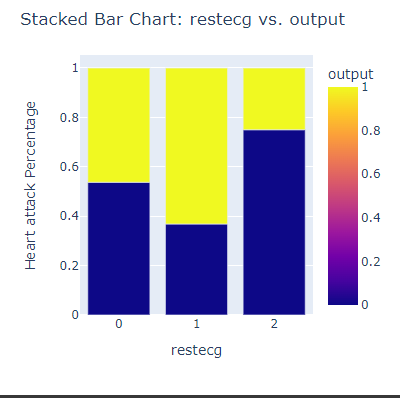 Stacked Bar Chart: restecg vs. output
output
1
0.8
0.6
0.4
0.2
0
Heart attack Percentage
1
0.8
0.6
0.4
0.2
0
0 1 2
restecg